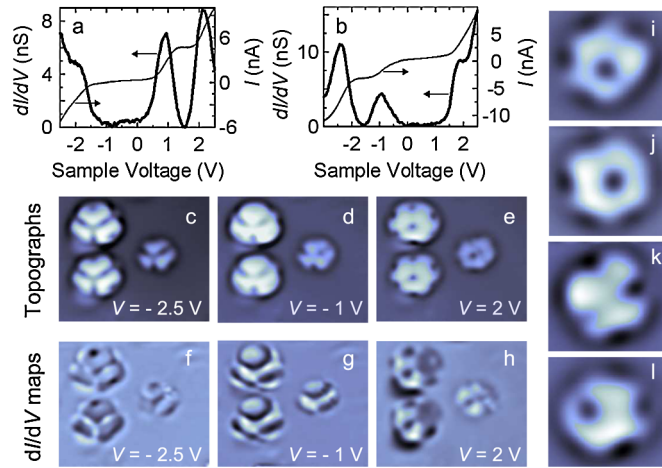 a
dI/dV (nS)
8
4
0
6
0
-6
I (nA)
-2 -1 0 1 2
Sample Voltage (V)
b
dI/dV (nS)
10
5
0
5
0
-5
-10
I (nA)
-3 -2 -1 0 1 2
Sample Voltage (V)
Topographs
c
V = - 2.5 V
d
V = - 1 V
e
V = 2 V
dI/dV maps
f
V = - 2.5 V
g
V = - 1 V
h
V = 2 V
i
j
k
l